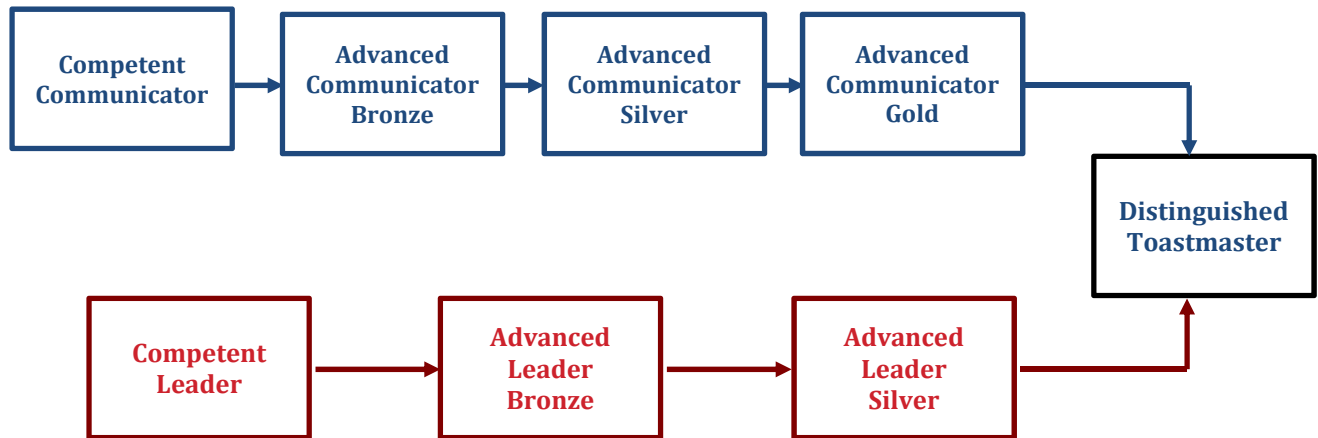 Competent
Communicator
Advanced
Communicator
Bronze
Advanced
Communicator
Silver
Advanced
Communicator
Gold
Distinguished
Toastmaster
Competent
Leader
Advanced
Leader
Bronze
Advanced
Leader
Silver